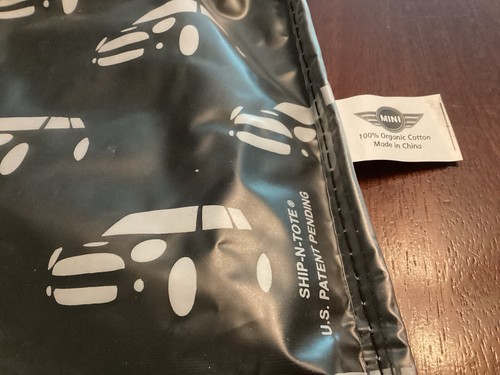 MINI
100% Organic Cotton
Made in China
SHIP-N-TOTE®
U.S. PATENT PENDING